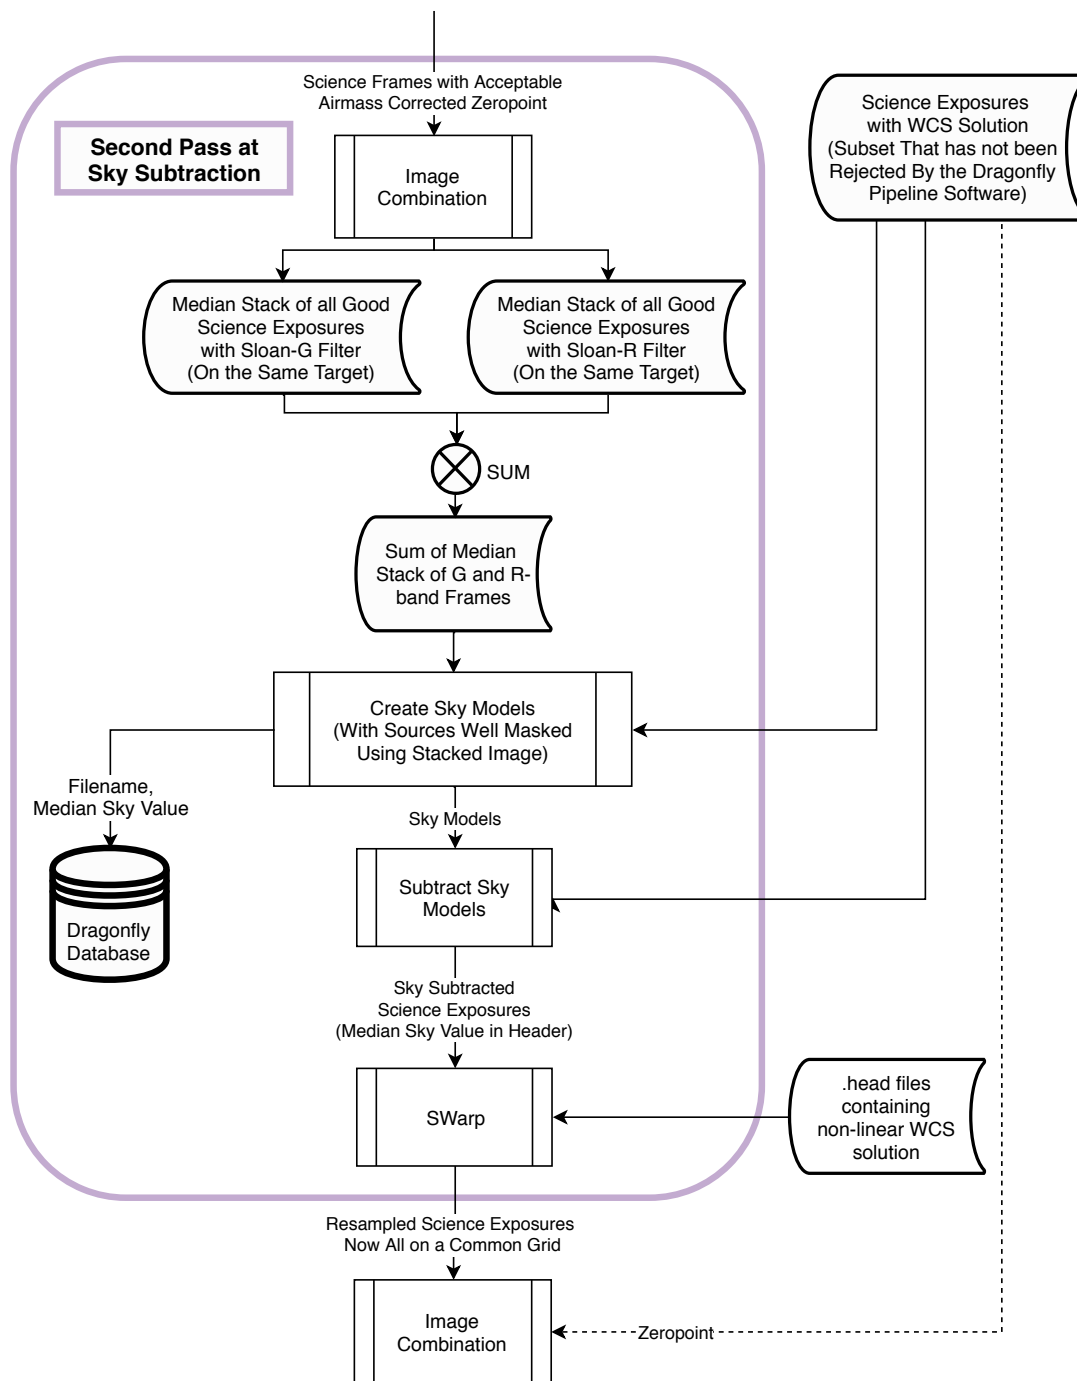 Science Frames with Acceptable
Airmass Corrected Zeropoint
Second Pass at
Sky Subtraction
Image
Combination
Science Exposures
with WCS Solution
(Subset That has not been
Rejected By the Dragonfly
Pipeline Software)
Median Stack of all Good
Science Exposures
with Sloan-G Filter
(On the Same Target)
Median Stack of all Good
Science Exposures
with Sloan-R Filter
(On the Same Target)
SUM
Sum of Median
Stack of G and R-
band Frames
Create Sky Models
(With Sources Well Masked
Using Stacked Image)
Filename,
Median Sky Value
Sky Models
Dragonfly
Database
Subtract Sky
Models
Sky Subtracted
Science Exposures
(Median Sky Value in Header)
SWarp
.head files
containing
non-linear WCS
solution
Resampled Science Exposures
Now All on a Common Grid
Image
Combination
Zeropoint